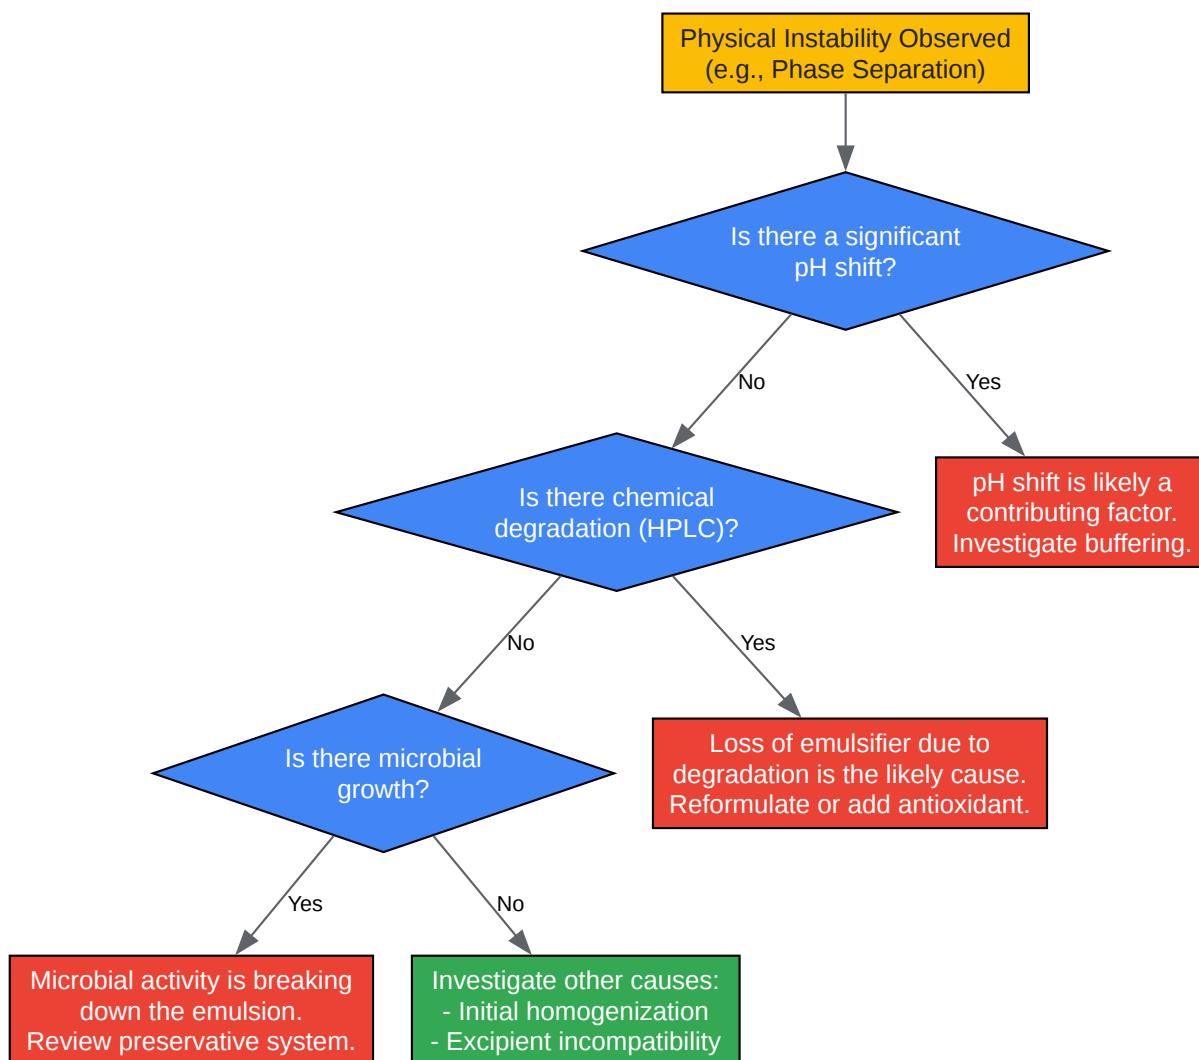 Physical Instability Observed
(e.g., Phase Separation)
Is there a significant
pH shift?
No
Yes
Is there chemical
degradation (HPLC)?
pH shift is likely a
contributing factor.
Investigate buffering.
No
Yes
Is there microbial
growth?
Loss of emulsifier due to
degradation is the likely cause.
Reformulate or add antioxidant.
Yes
No
Microbial activity is breaking
down the emulsion.
Review preservative system.
Investigate other causes:
- Initial homogenization
- Excipient incompatibility